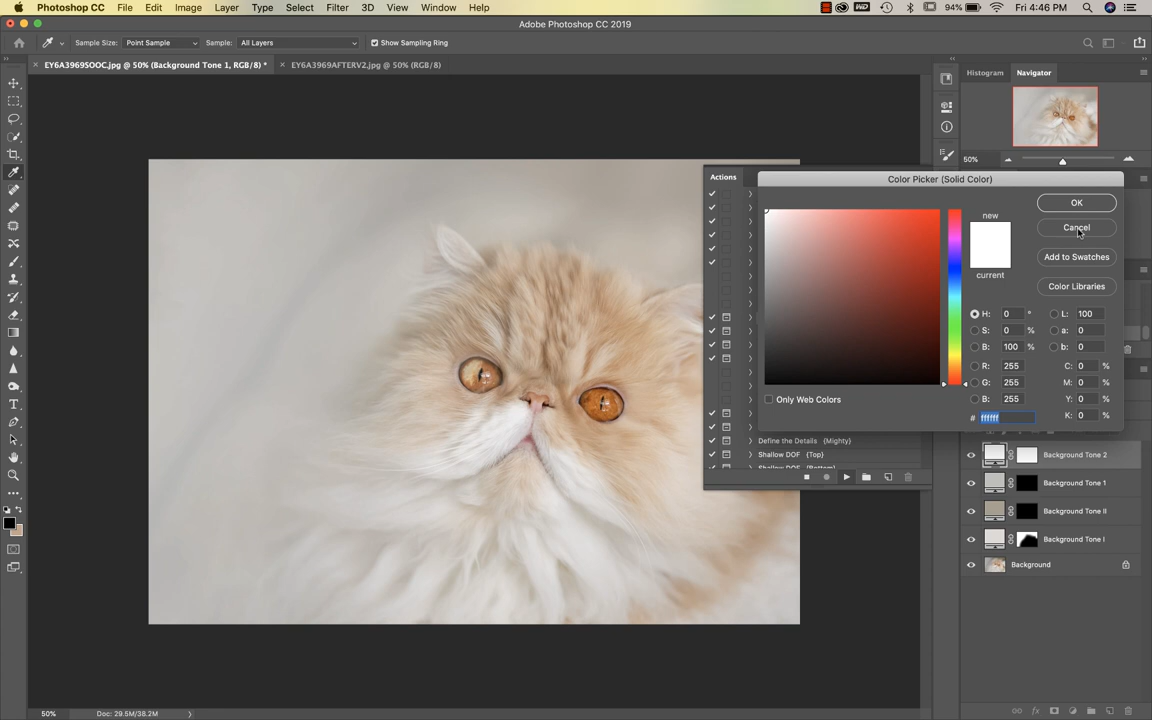 Photoshop CC File Edit Image Layer Type Select Filter 3D View Window Help 94% Fri 4:46 PM
Adobe Photoshop CC 2019
Sample Size: Point Sample Sample: All Layers Show Sampling Ring
× EY6A3969SOOC.jpg @ 50% (Background Tone 1, RGB/8) * × EY6A3969AFTERV2.jpg @ 50% (RGB/8)
Histogram Navigator
50%
Actions
Color Picker (Solid Color)
OK
new
Cancel
Add to Swatches
current
Color Libraries
H: 0 ° L: 100
S: 0 % a: 0
B: 100 % b: 0
R: 255 C: 0 %
G: 255 M: 0 %
B: 255 Y: 0 %
# ffffff K: 0 %
Only Web Colors
Define the Details (Mighty)
Shallow DOF (Top)
Shallow DOF (Bottom)
Background Tone 2
Background Tone 1
Background Tone II
Background Tone I
Background
50% Doc: 29.5M/38.2M